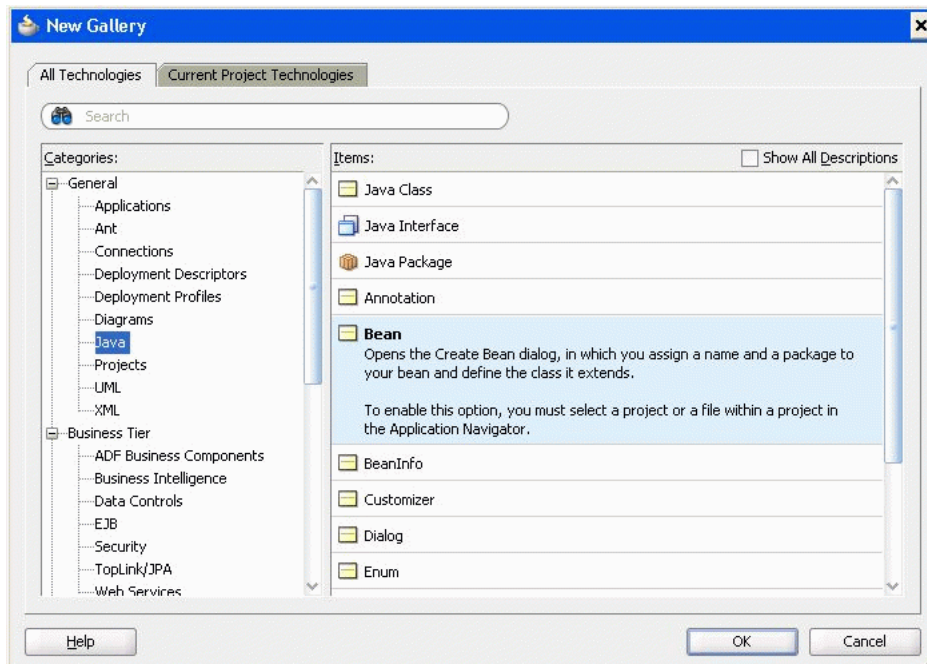 New Gallery
All Technologies
Current Project Technologies
Search
Categories:
General
Applications
Ant
Connections
Deployment Descriptors
Deployment Profiles
Diagrams
Java
Projects
UML
XML
Business Tier
ADF Business Components
Business Intelligence
Data Controls
EJB
Security
TopLink/JPA
Web Services
Items:
Show All Descriptions
Java Class
Java Interface
Java Package
Annotation
Bean
Opens the Create Bean dialog, in which you assign a name and a package to
your bean and define the class it extends.
To enable this option, you must select a project or a file within a project in
the Application Navigator.
BeanInfo
Customizer
Dialog
Enum
Help
OK
Cancel